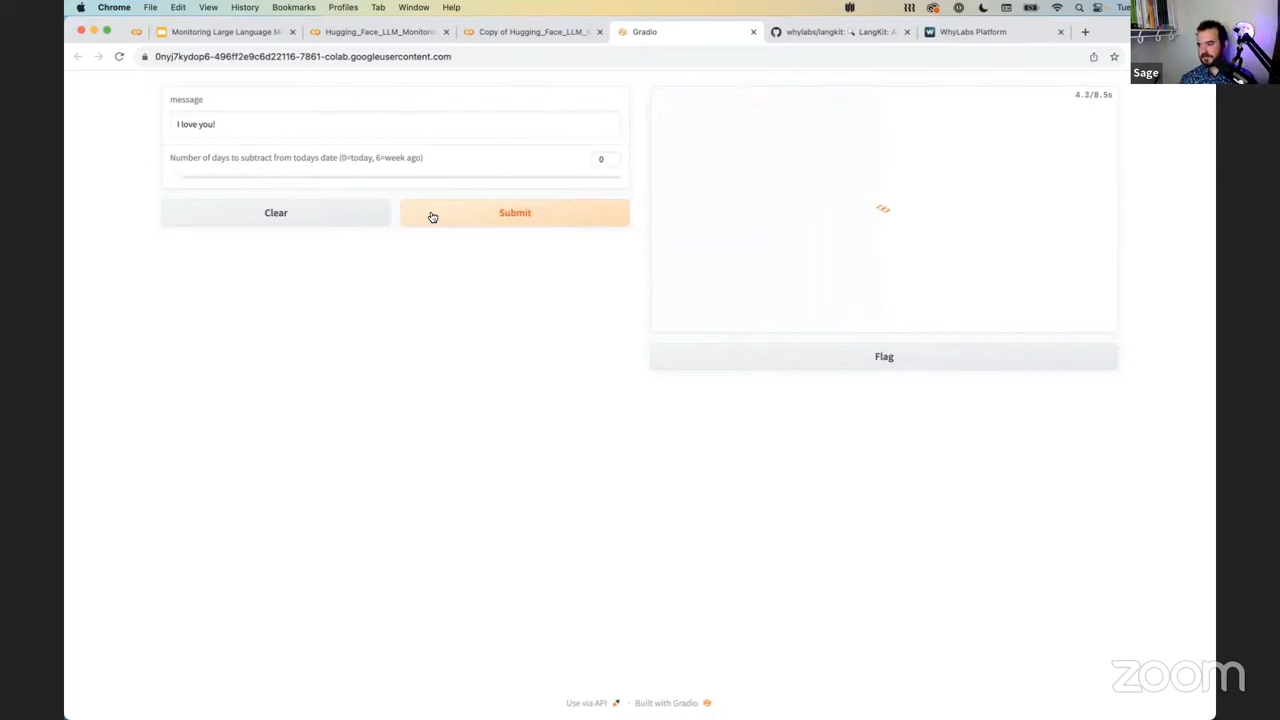 Chrome File Edit View History Bookmarks Profiles Tab Window Help Tue
Monitoring Large Language M
Hugging_Face_LLM_Monitorin
Copy of Hugging_Face_LLM_
Gradio
whylabs/langkit: 🔍 LangKit: A
WhyLabs Platform
0nyj7kydop6-496ff2e9c6d22116-7861-colab.googleusercontent.com
Sage
message
I love you!
Number of days to subtract from todays date (0=today, 6=week ago)
0
Clear
Submit
4.3/8.5s
Flag
Use via API 🚀 · Built with Gradio
zoom